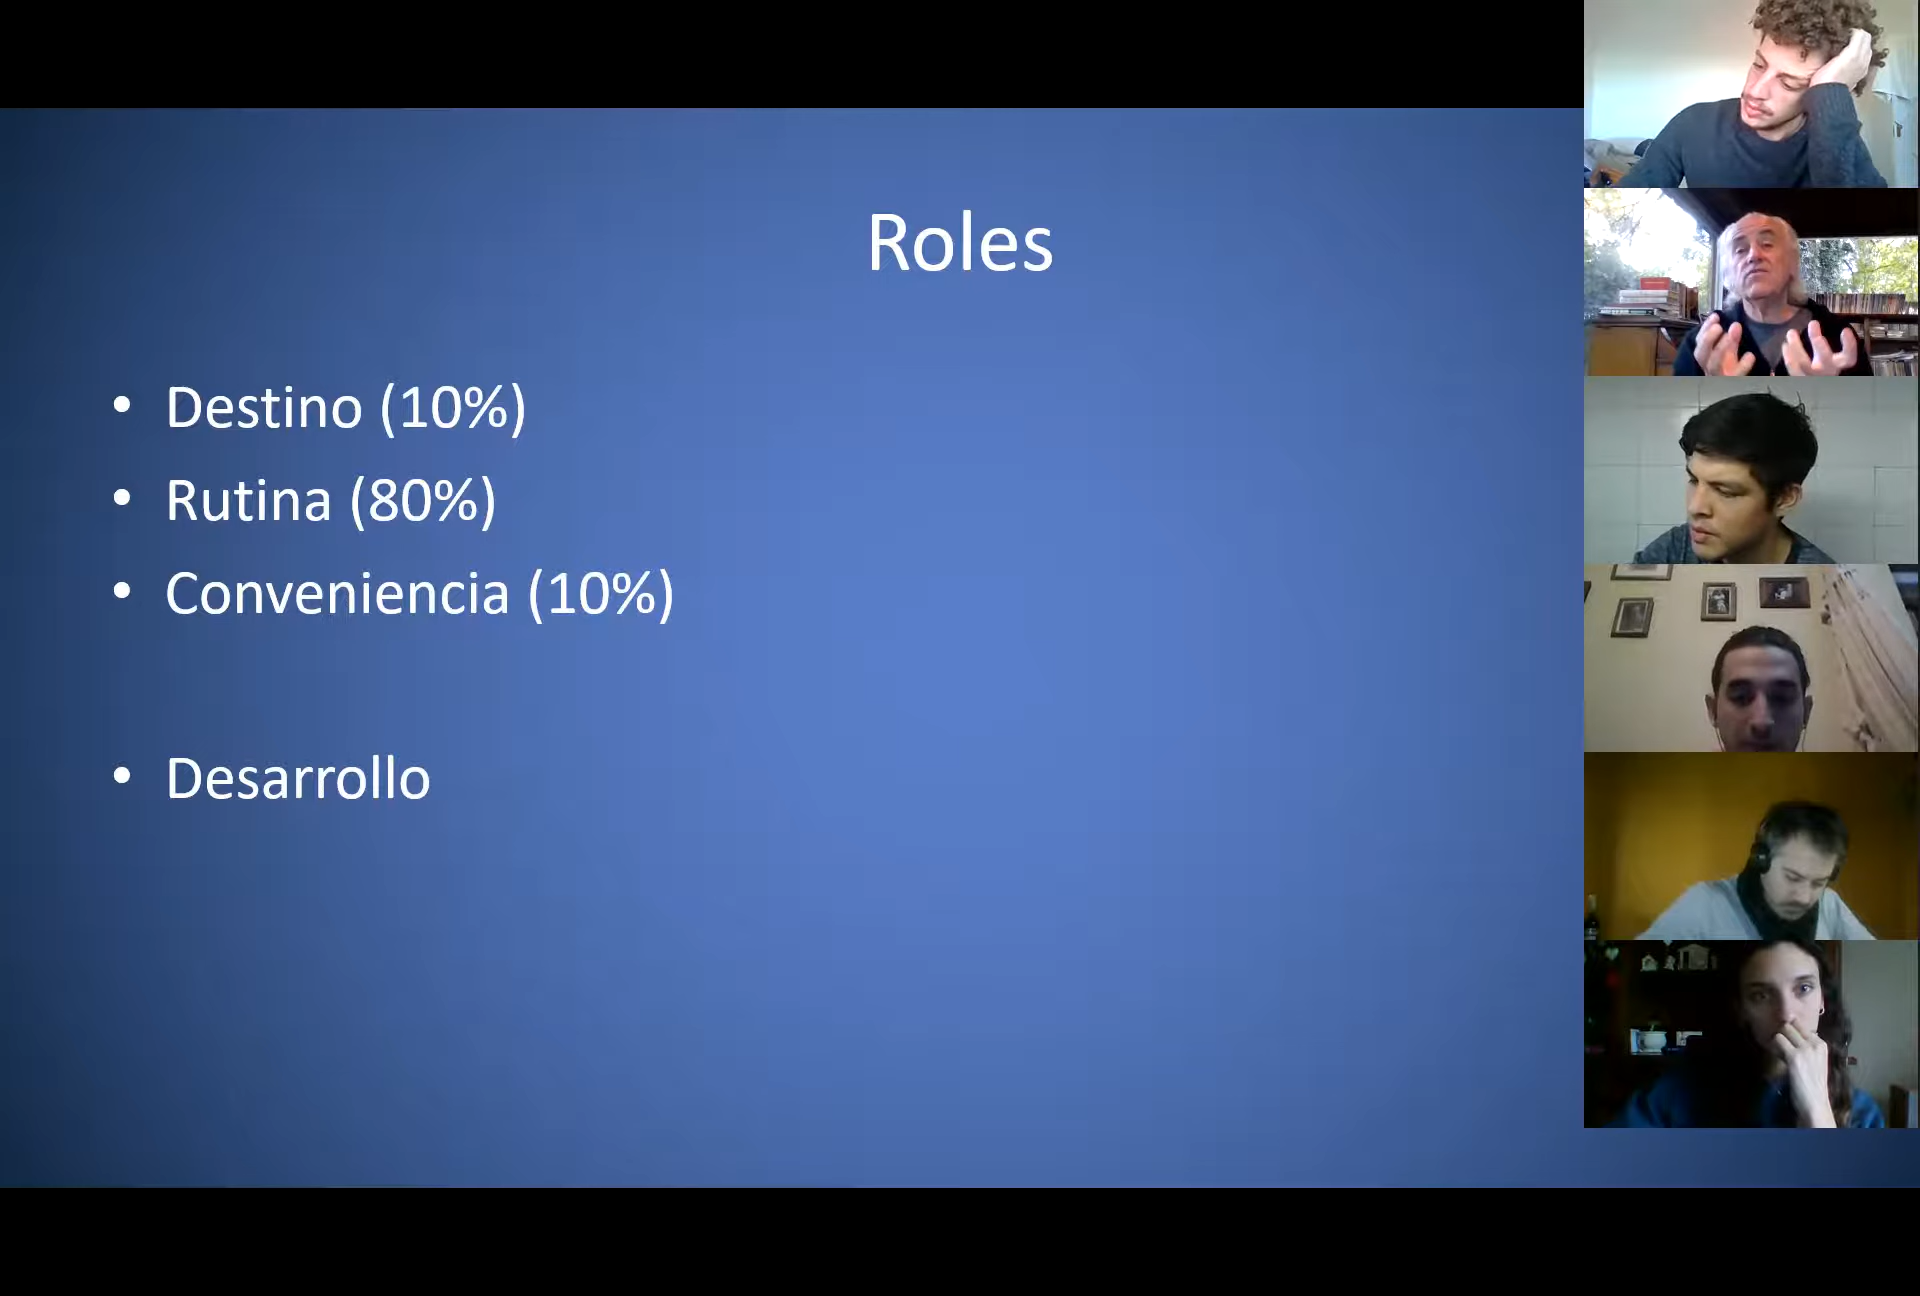 Roles
• Destino (10%)
• Rutina (80%)
• Conveniencia (10%)
• Desarrollo